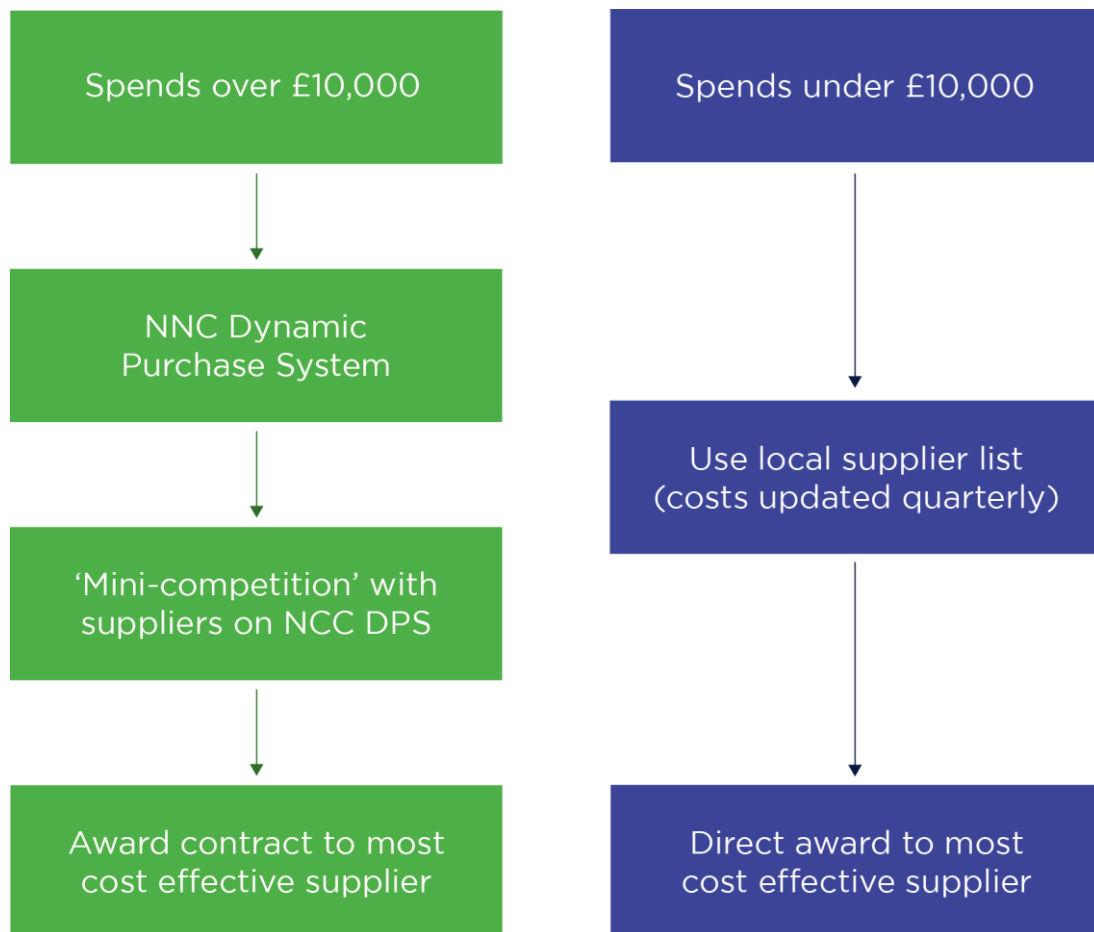 Spends over £10,000
NNC Dynamic
Purchase System
‘Mini-competition’ with
suppliers on NCC DPS
Award contract to most
cost effective supplier
Spends under £10,000
Use local supplier list
(costs updated quarterly)
Direct award to most
cost effective supplier